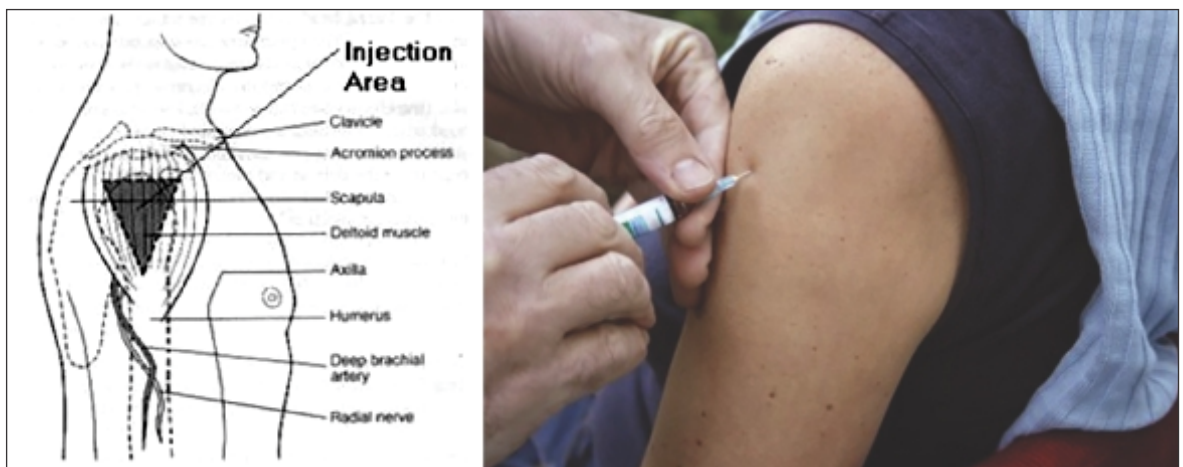 Injection
Area
Clavicle
Acromion process
Scapula
Deltoid muscle
Axilla
Humerus
Deep brachial
artery
Radial nerve